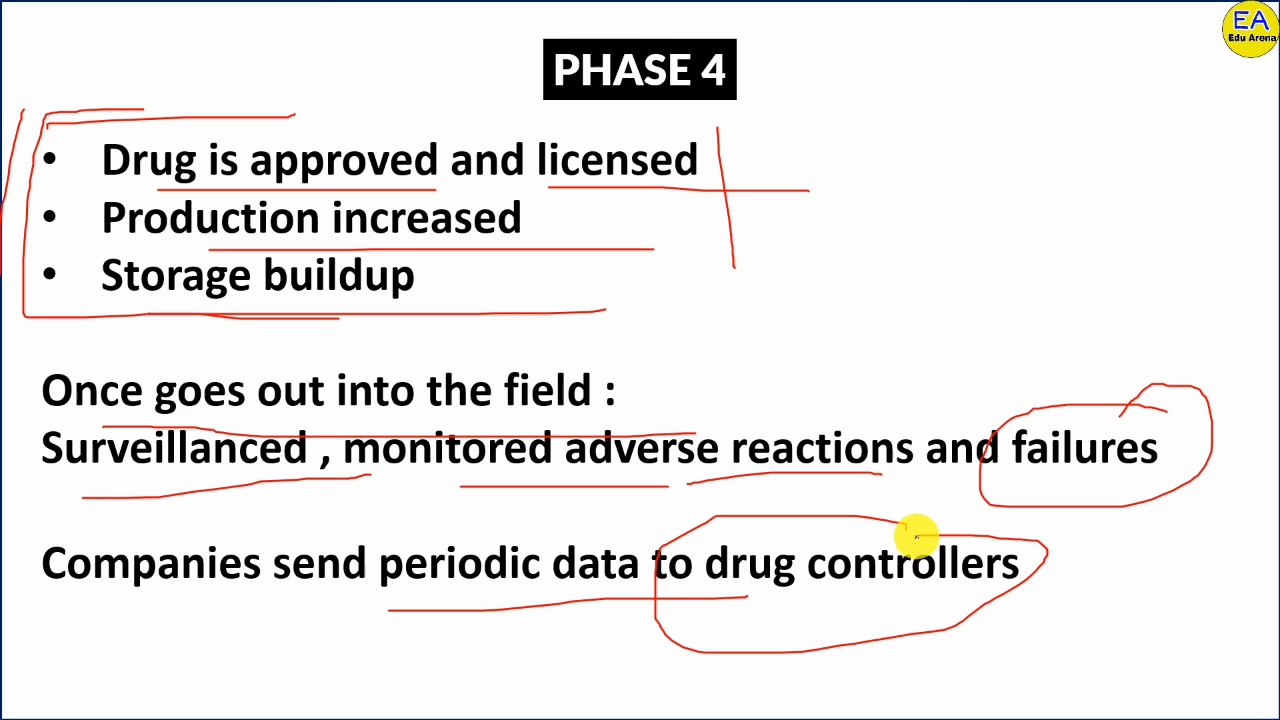 EA
Edu Arena
PHASE 4
• Drug is approved and licensed
• Production increased
• Storage buildup
Once goes out into the field :
Surveillanced , monitored adverse reactions and failures
Companies send periodic data to drug controllers